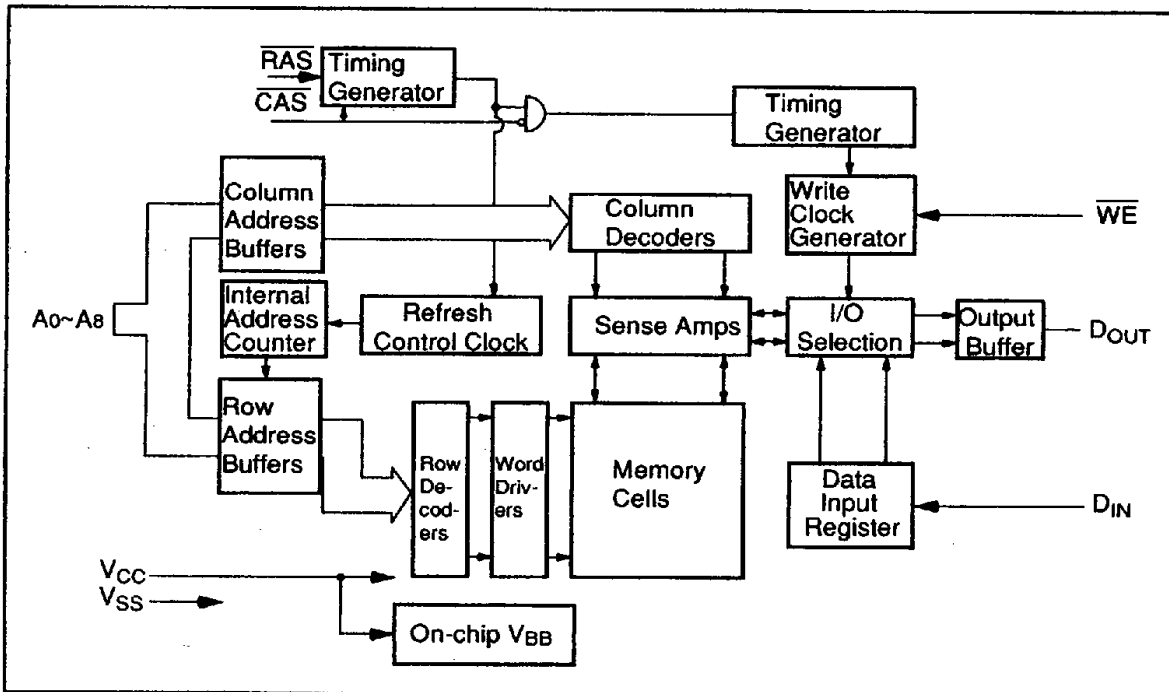 RAS
Timing
Generator
CAS
Timing
Generator
Column
Address
Buffers
Column
Decoders
Write
Clock
Generator
WE
A0~A8
Internal
Address
Counter
Refresh
Control Clock
Sense Amps
I/O
Selection
Output
Buffer
DOUT
Row
Address
Buffers
Row
De-
cod-
ers
Word
Driv-
ers
Memory
Cells
Data
Input
Register
DIN
VCC
VSS
On-chip VBB